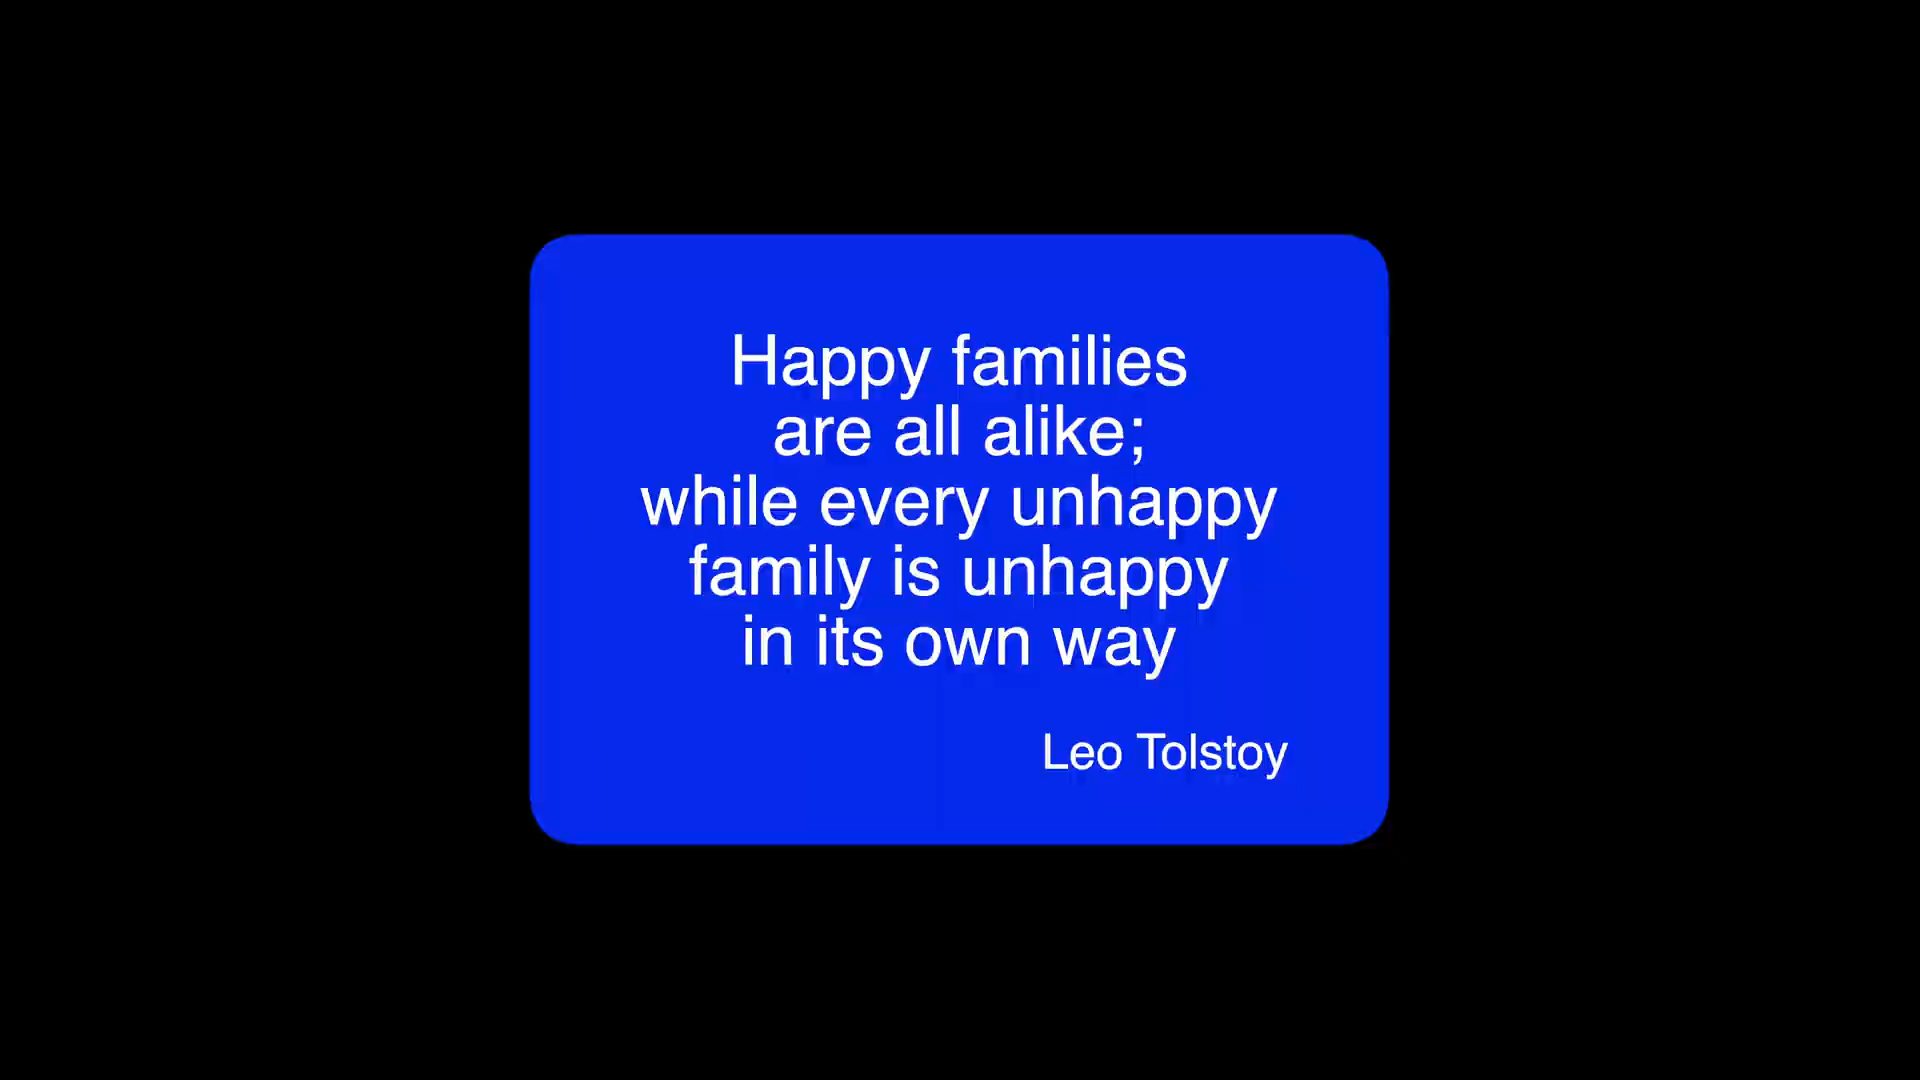 Happy families
are all alike;
while every unhappy
family is unhappy
in its own way
Leo Tolstoy